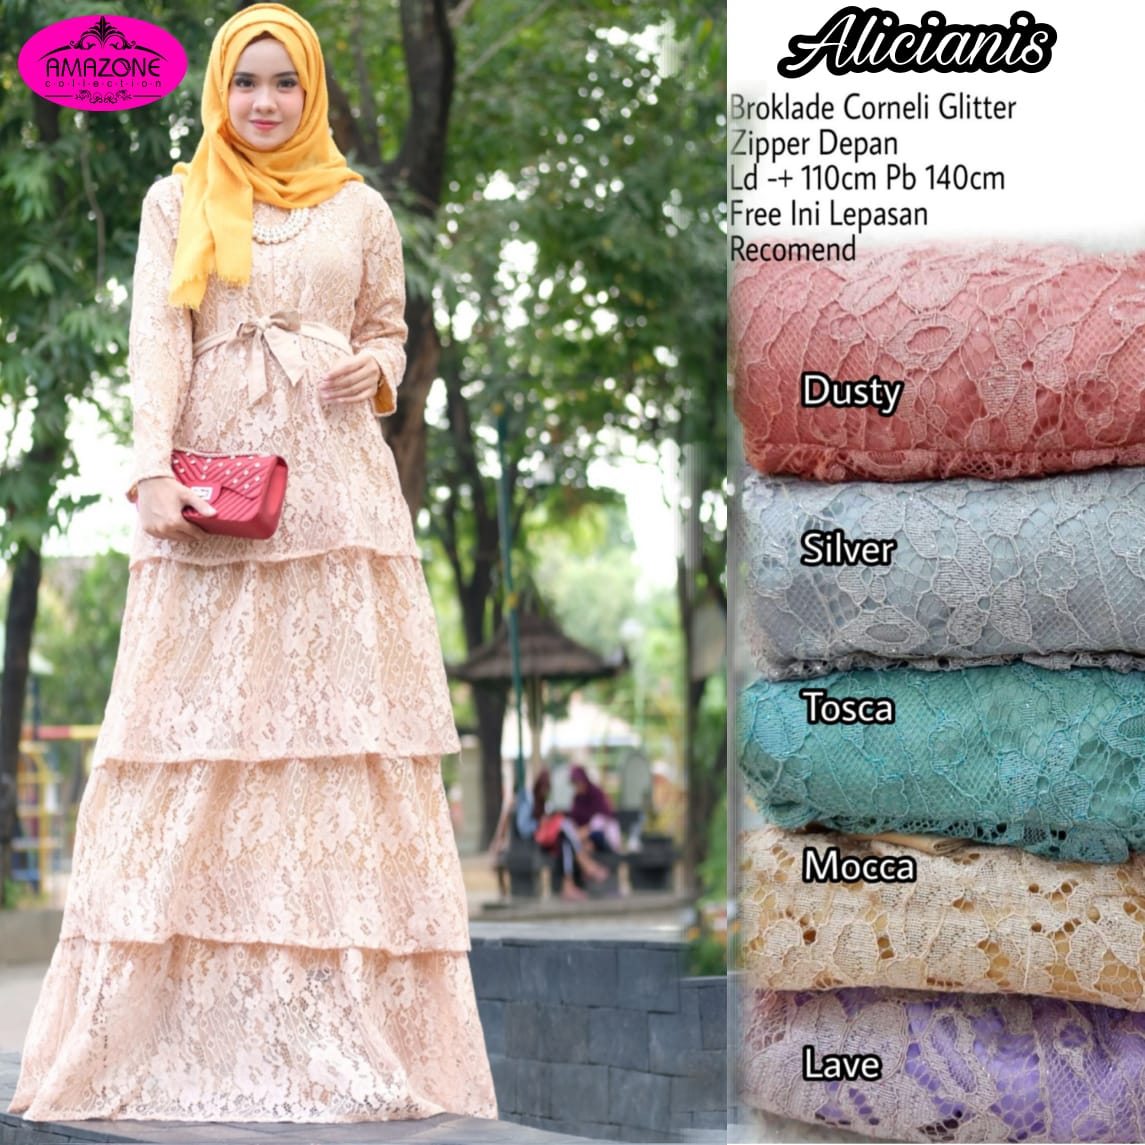 AMAZONE
collection
Alicianis
Broklade Corneli Glitter
Zipper Depan
Ld -+ 110cm Pb 140cm
Free Ini Lepasan
Recomend
Dusty
Silver
Tosca
Mocca
Lave